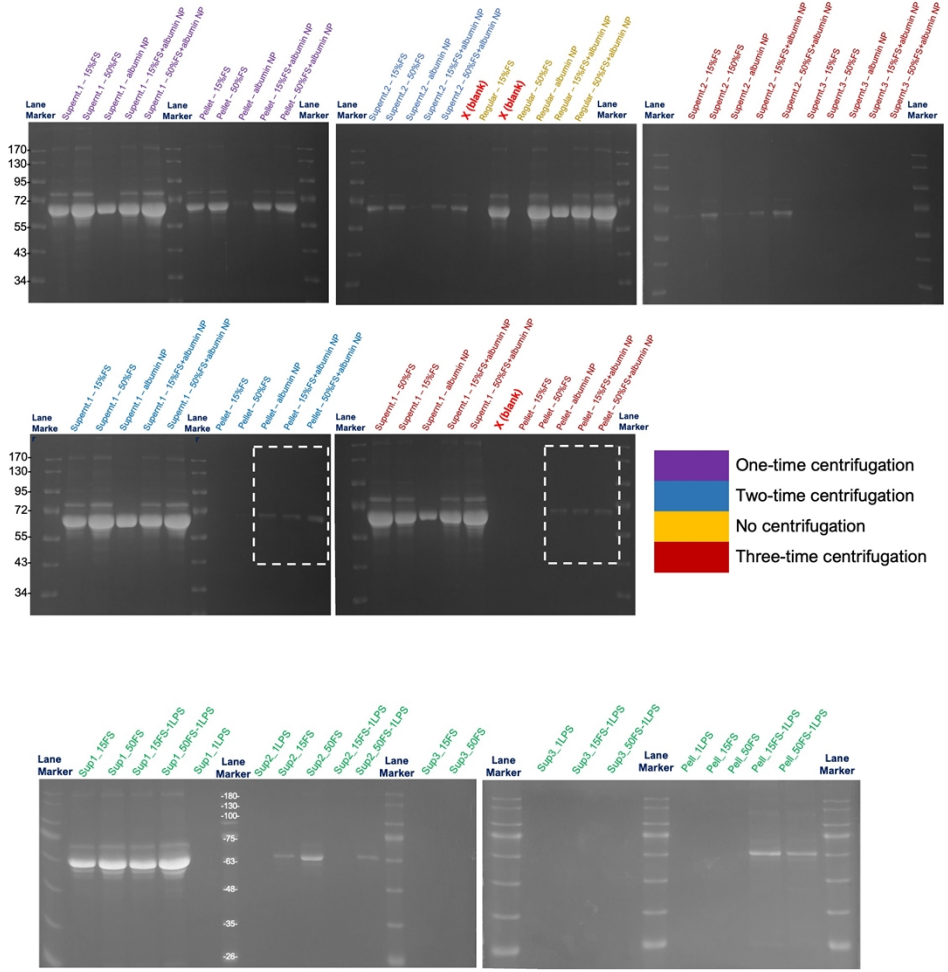 Lane Marker
Supernt.1 – 15%FS
Supernt.1 – 50%FS
Supernt.1 – albumin NP
Supernt.1 – 15%FS+albumin NP
Supernt.1 – 50%FS+albumin NP
Lane Marker
Pellet – 15%FS
Pellet – 50%FS
Pellet – albumin NP
Pellet – 15%FS+albumin NP
Pellet – 50%FS+albumin NP
Lane Marker
170-
130-
95-
72-
55-
43-
34-
Lane Marker
Supernt.2 – 15%FS
Supernt.2 – 50%FS
Supernt.2 – albumin NP
Supernt.2 – 15%FS+albumin NP
Supernt.2 – 50%FS+albumin NP
X (blank)
Regular – 15%FS
X (blank)
Regular – 50%FS
Regular – albumin NP
Regular – 15%FS+albumin NP
Regular – 50%FS+albumin NP
Lane Marker
Lane Marker
Supernt.2 – 15%FS
Supernt.2 – 50%FS
Supernt.2 – albumin NP
Supernt.2 – 15%FS+albumin NP
Supernt.2 – 50%FS+albumin NP
Supernt.3 – 15%FS
Supernt.3 – 50%FS
Supernt.3 – albumin NP
Supernt.3 – 15%FS+albumin NP
Supernt.3 – 50%FS+albumin NP
Lane Marker
Lane Marke
Supernt.1 – 15%FS
Supernt.1 – 50%FS
Supernt.1 – albumin NP
Supernt.1 – 15%FS+albumin NP
Supernt.1 – 50%FS+albumin NP
Lane Marker
Pellet – 15%FS
Pellet – 50%FS
Pellet – albumin NP
Pellet – 15%FS+albumin NP
Pellet – 50%FS+albumin NP
170-
130-
95-
72-
55-
43-
34-
Lane Marker
Supernt.1 – 50%FS
Supernt.1 – 15%FS
Supernt.1 – albumin NP
Supernt.1 – 15%FS+albumin NP
Supernt.1 – 50%FS+albumin NP
X (blank)
Pellet – 15%FS
Pellet – 50%FS
Pellet – albumin NP
Pellet – 15%FS+albumin NP
Pellet – 50%FS+albumin NP
Lane Marker
One-time centrifugation
Two-time centrifugation
No centrifugation
Three-time centrifugation
Lane Marker
Sup1_15FS
Sup1_50FS
Sup1_15FS-1LPS
Sup1_50FS-1LPS
Sup1_1LPS
Lane Marker
Sup2_1LPS
Sup2_15FS
Sup2_50FS
Sup2_15FS-1LPS
Sup2_50FS-1LPS
Lane Marker
Sup3_15FS
Sup3_50FS
-180-
-130-
-100-
-75-
-63-
-48-
-35-
-26-
Lane Marker
Sup3_1LPS
Sup3_15FS-1LPS
Sup3_50FS-1LPS
Lane Marker
Pell_1LPS
Pell_15FS
Pell_50FS
Pell_15FS-1LPS
Pell_50FS-1LPS
Lane Marker